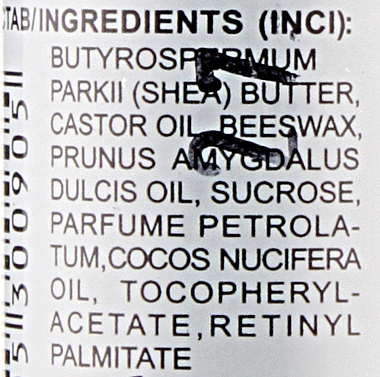 TAB/INGREDIENTS (INCI):
BUTYROSPERMUM
PARKII (SHEA) BUTTER,
CASTOR OIL, BEESWAX,
PRUNUS AMYGDALUS
DULCIS OIL, SUCROSE,
PARFUME PETROLA-
TUM,COCOS NUCIFERA
OIL, TOCOPHERYL-
ACETATE,RETINYL
PALMITATE